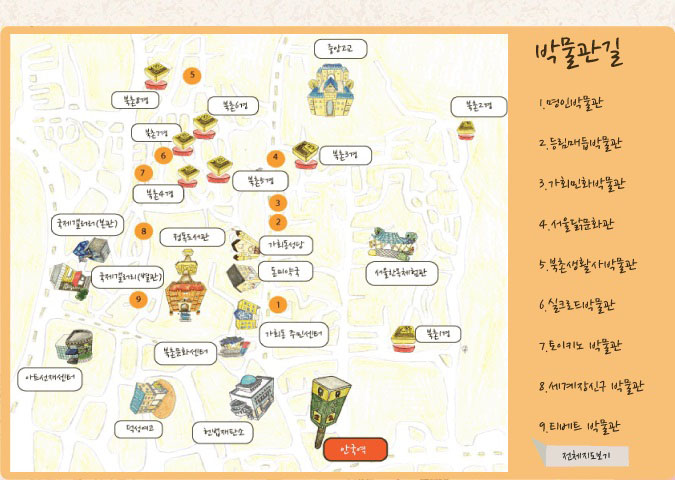 중앙고교
박물관길
5
북촌8경
북촌6경
북촌2경
1.명인박물관
북촌7경
2.동림매듭박물관
6
4
북촌3경
7
북촌5경
3.가회민화박물관
북촌4경
3
2
국제갤러리(본관)
8
정독도서관
가회동성당
4.서울닭문화관
국제갤러리(별관)
돈미약국
서울한옥체험관
5.북촌생활사박물관
9
1
6.실크로드박물관
가회동 주민센터
북촌1경
북촌문화센터
7.토이키노 박물관
아트선재센터
8.세계장신구 박물관
덕성여고
헌법재판소
9.티베트 박물관
안국역
전체지도보기